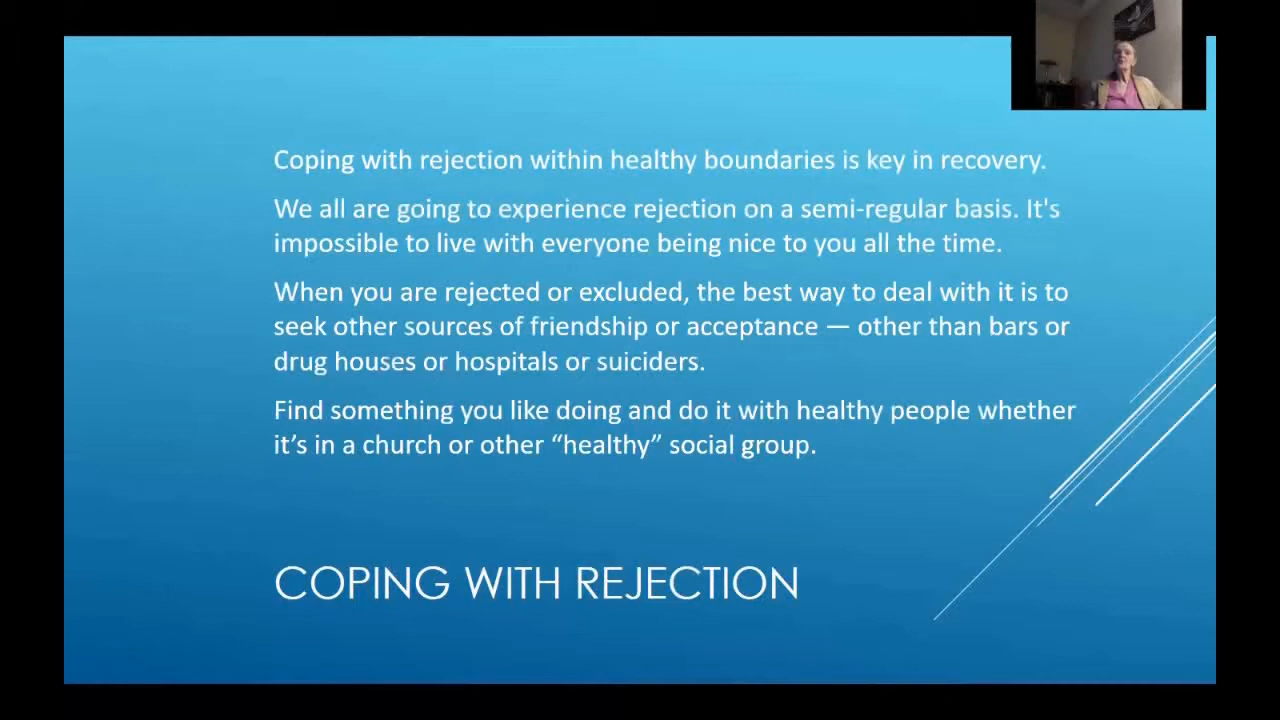 Coping with rejection within healthy boundaries is key in recovery.
We all are going to experience rejection on a semi-regular basis. It's
impossible to live with everyone being nice to you all the time.
When you are rejected or excluded, the best way to deal with it is to
seek other sources of friendship or acceptance — other than bars or
drug houses or hospitals or suiciders.
Find something you like doing and do it with healthy people whether
it’s in a church or other “healthy” social group.
COPING WITH REJECTION